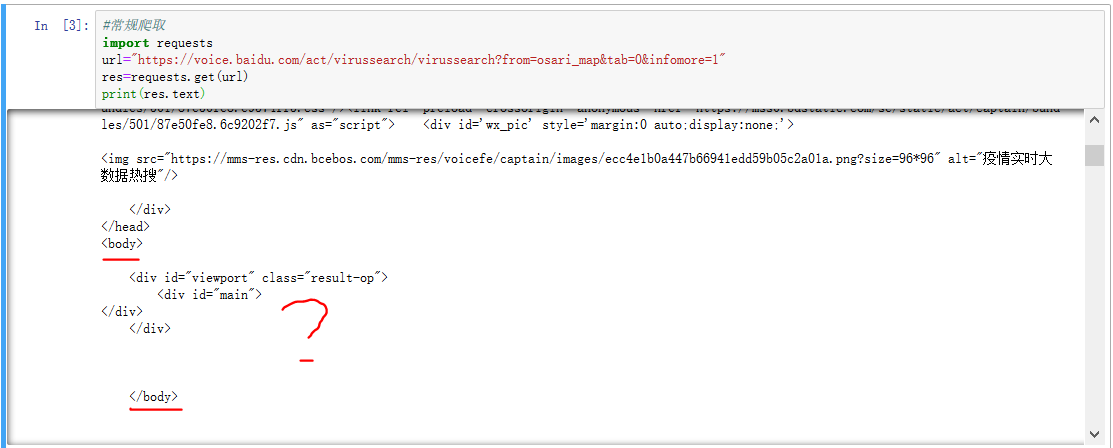 In [3]:
#常规爬取
import requests
url="https://voice.baidu.com/act/virussearch/virussearch?from=osari_map&tab=0&infomore=1"
res=requests.get(url)
print(res.text)
les/501/87e50fe8.6c9202f7.js" as="script"> <div id='wx_pic' style='margin:0 auto;display:none;'>
<img src="https://mms-res.cdn.bcebos.com/mms-res/voicefe/captain/images/ecc4e1b0a447b66941edd59b05c2a01a.png?size=96*96" alt="疫情实时大
数据热搜"/>
</div>
</head>
<body>
<div id="viewport" class="result-op">
<div id="main">
</div>
</div>
?
</body>